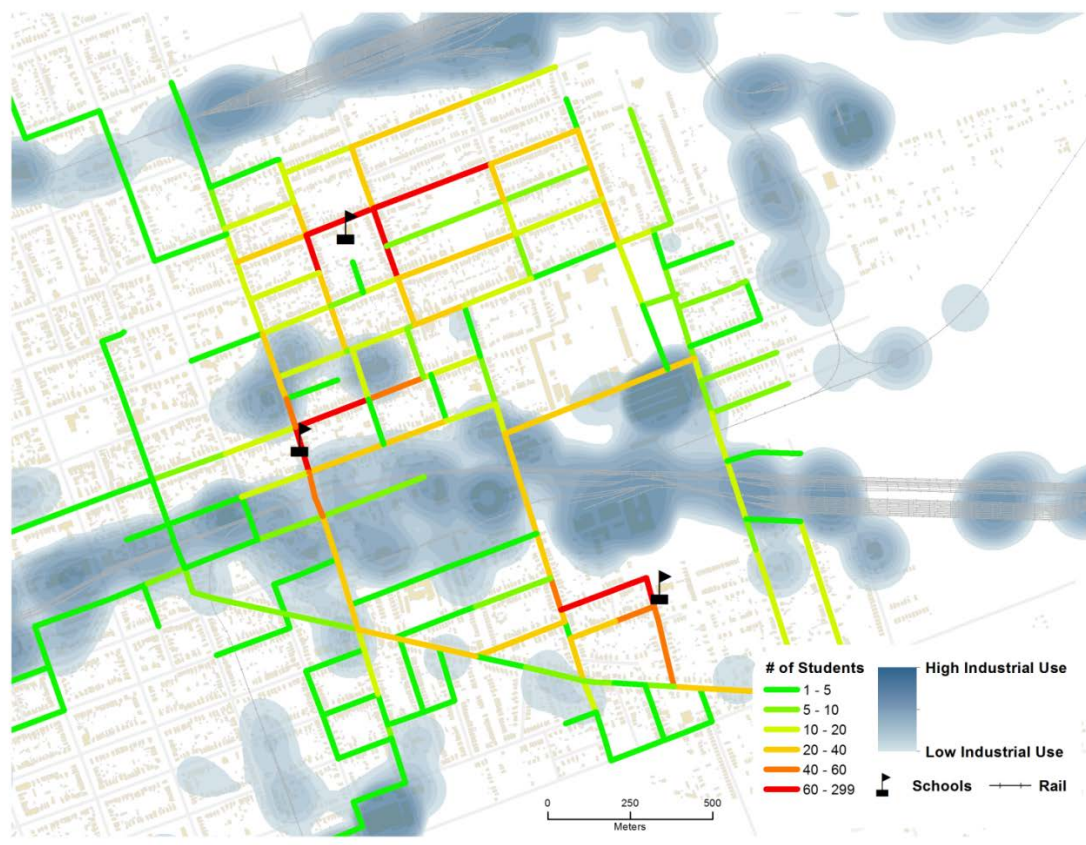 # of Students
1 - 5
5 - 10
10 - 20
20 - 40
40 - 60
60 - 299
High Industrial Use
Low Industrial Use
Schools
Rail
0 250 500
Meters